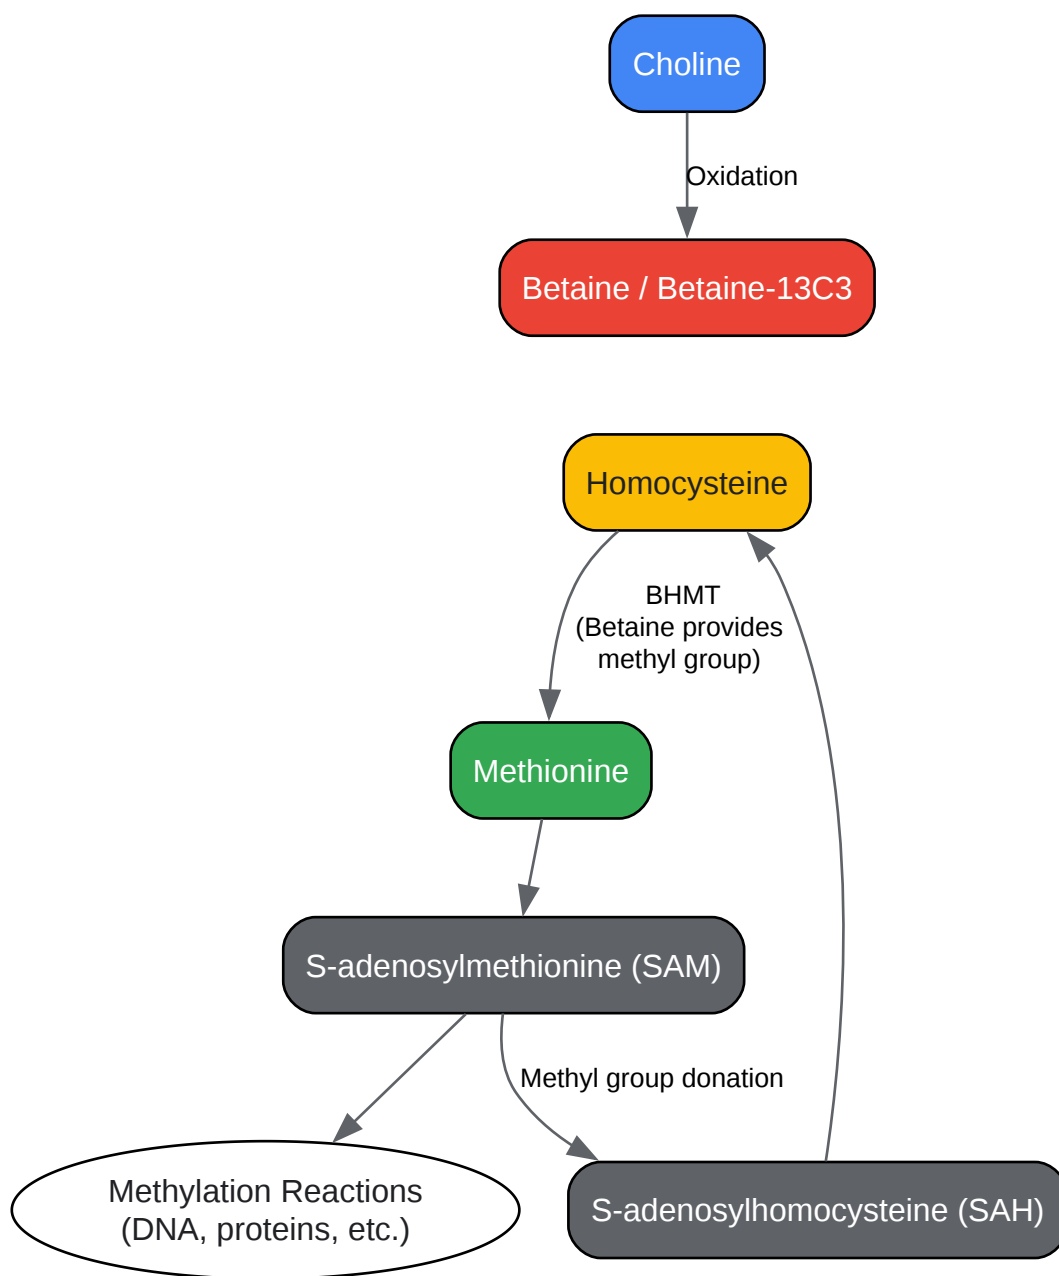 Choline
Oxidation
Betaine / Betaine-13C3
Homocysteine
BHMT
(Betaine provides
methyl group)
Methionine
S-adenosylmethionine (SAM)
Methyl group donation
Methylation Reactions
(DNA, proteins, etc.)
S-adenosylhomocysteine (SAH)